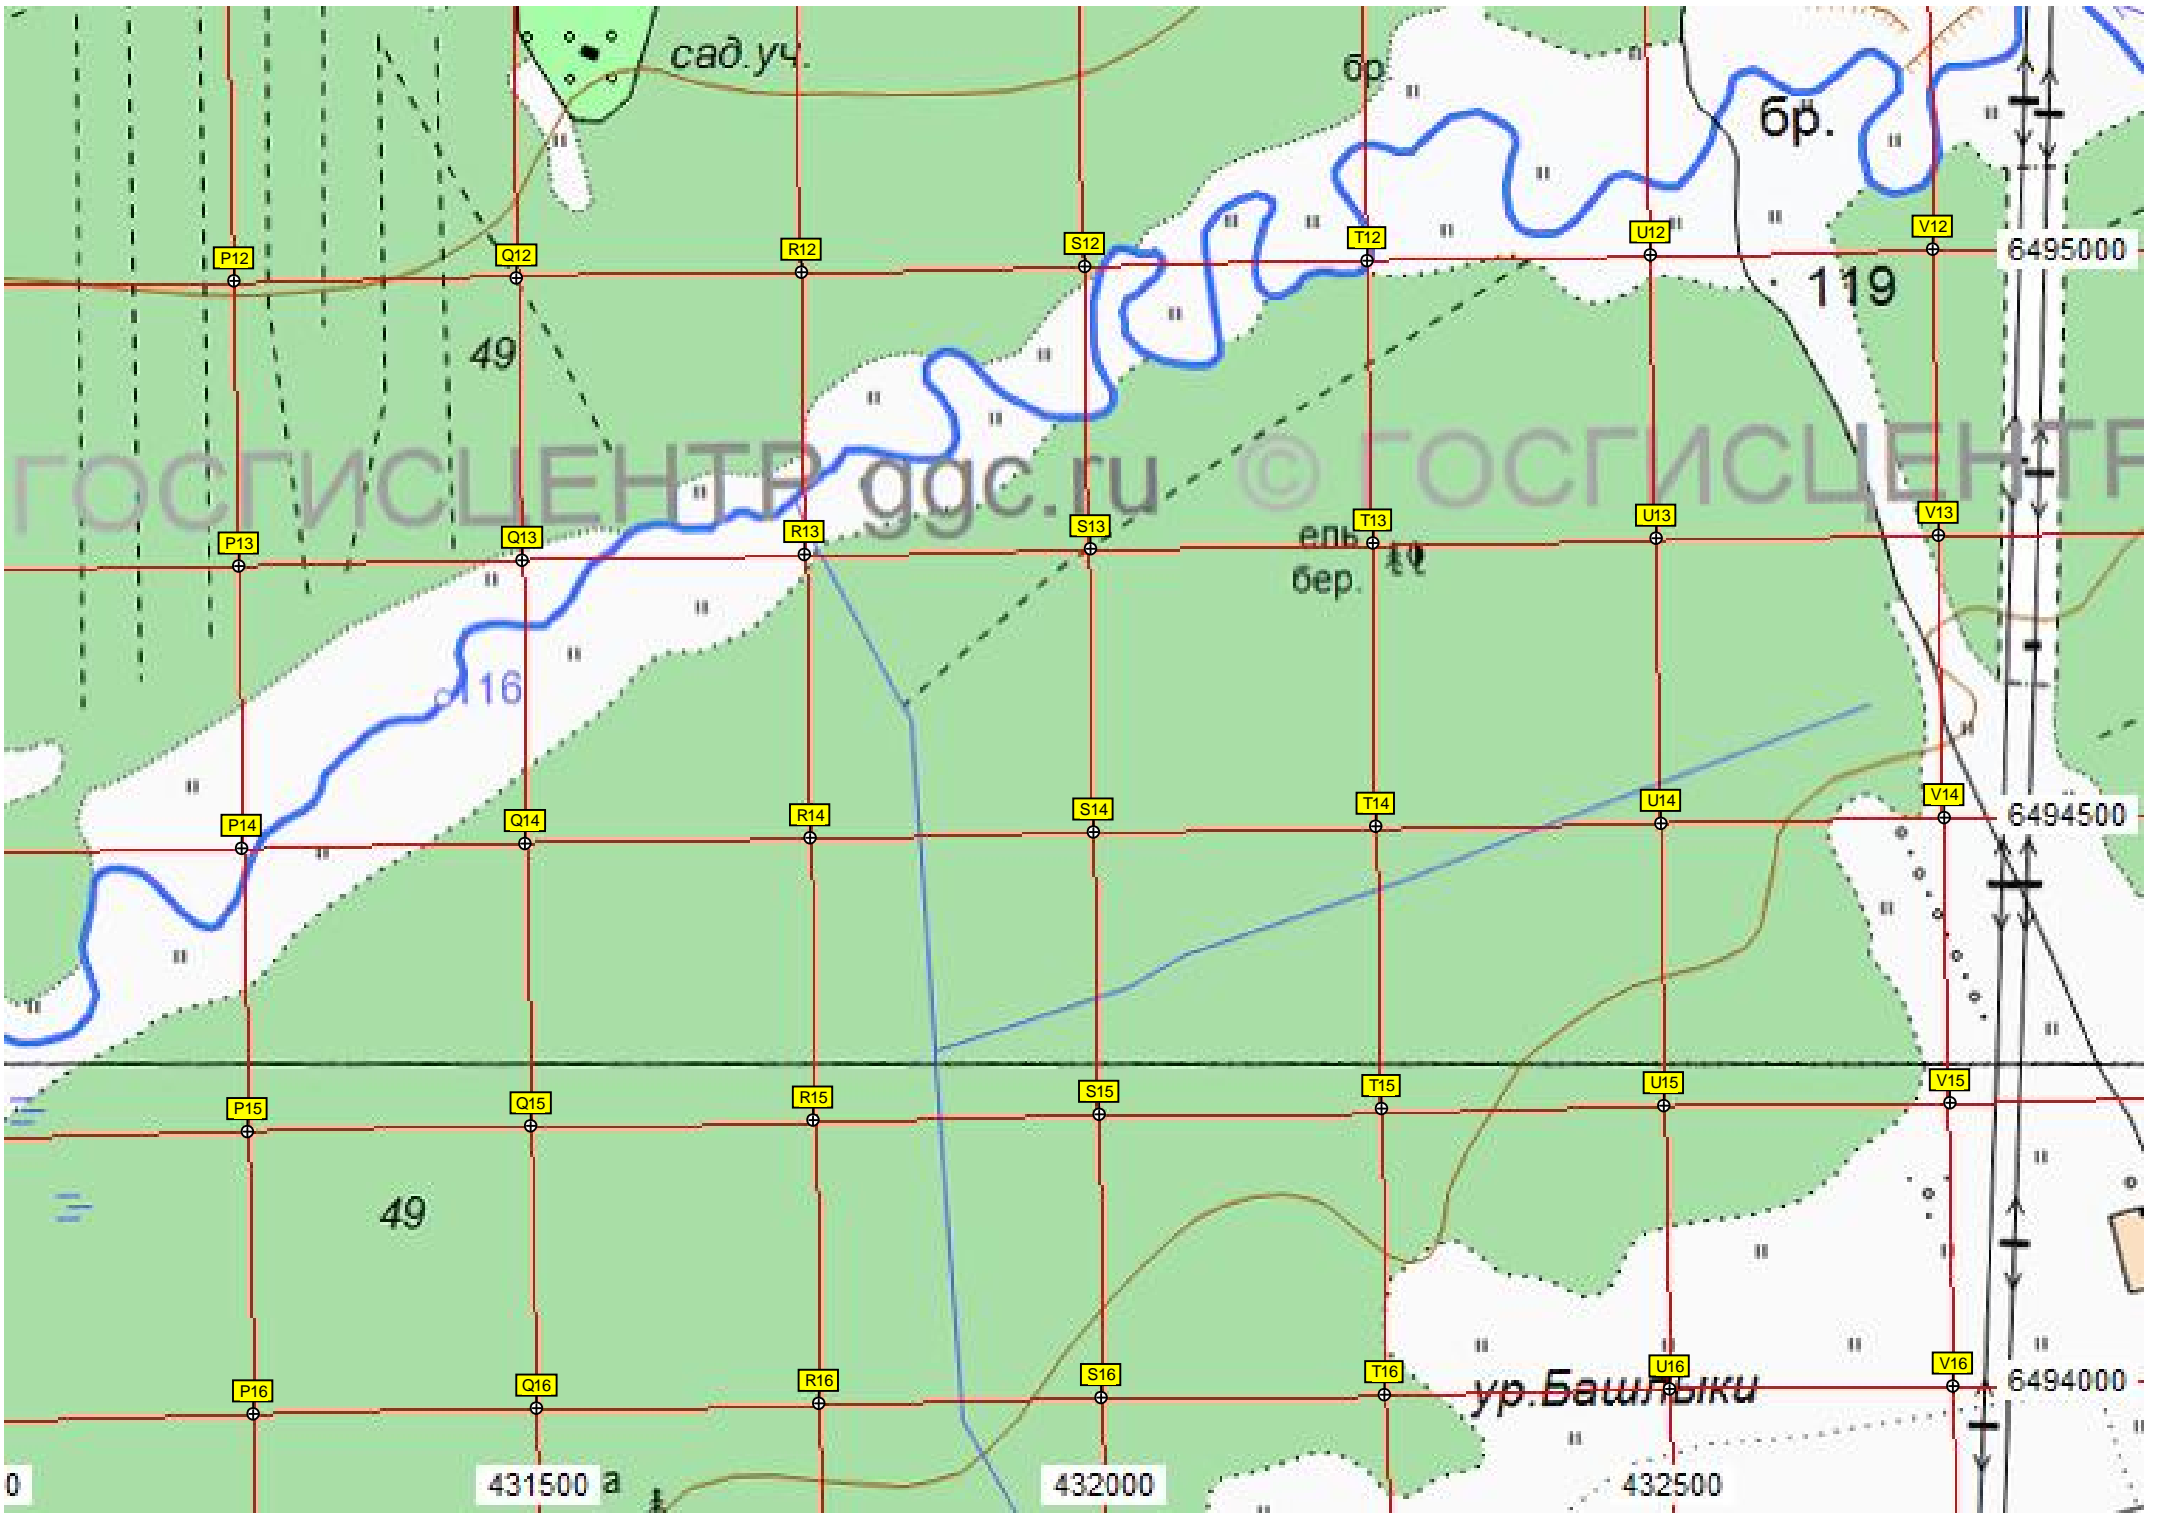 сад.уч.
бр.
бр.
P12 Q12 R12 S12 T12 U12 V12
6495000
119
49
ГОСГИСЦЕНТР ggc.ru © ГОСГИСЦЕНТР
P13 Q13 R13 S13 T13 U13 V13
ель
бер.
116
P14 Q14 R14 S14 T14 U14 V14
6494500
P15 Q15 R15 S15 T15 U15 V15
49
P16 Q16 R16 S16 T16 U16 V16
6494000
ур.Башлыки
0 431500 а 432000 432500